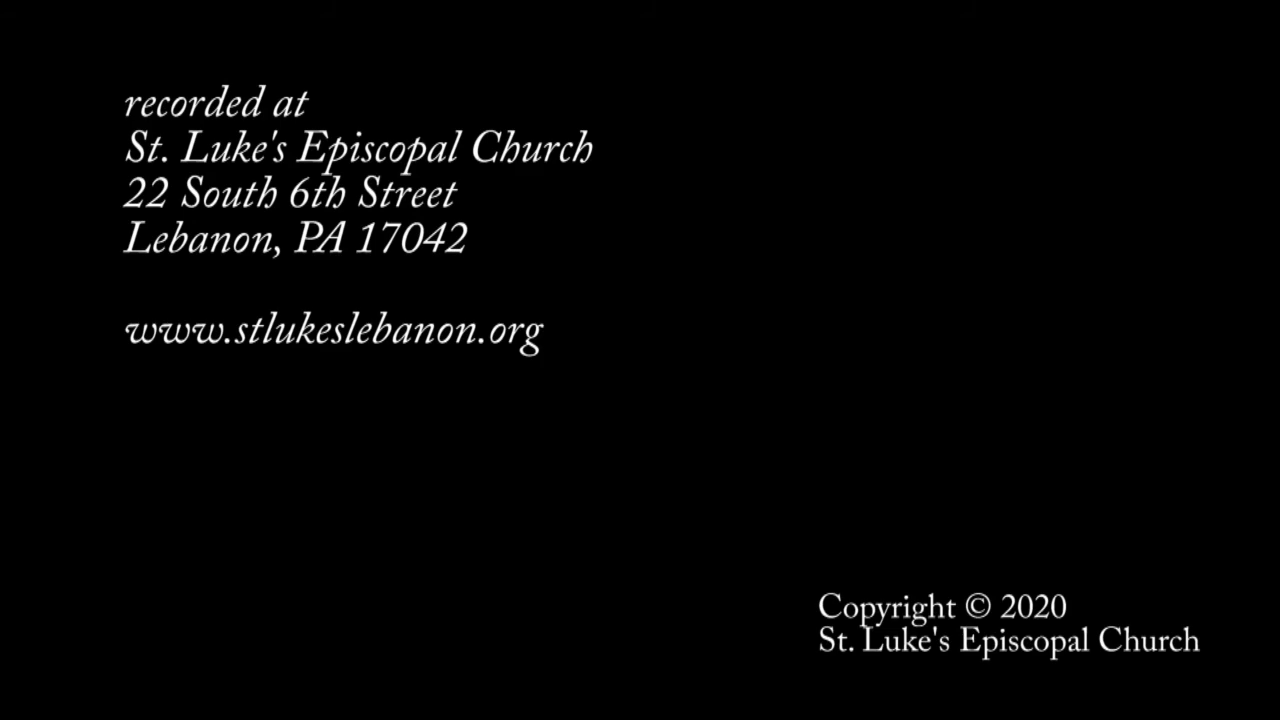 recorded at
St. Luke's Episcopal Church
22 South 6th Street
Lebanon, PA 17042
www.stlukeslebanon.org
Copyright © 2020
St. Luke's Episcopal Church